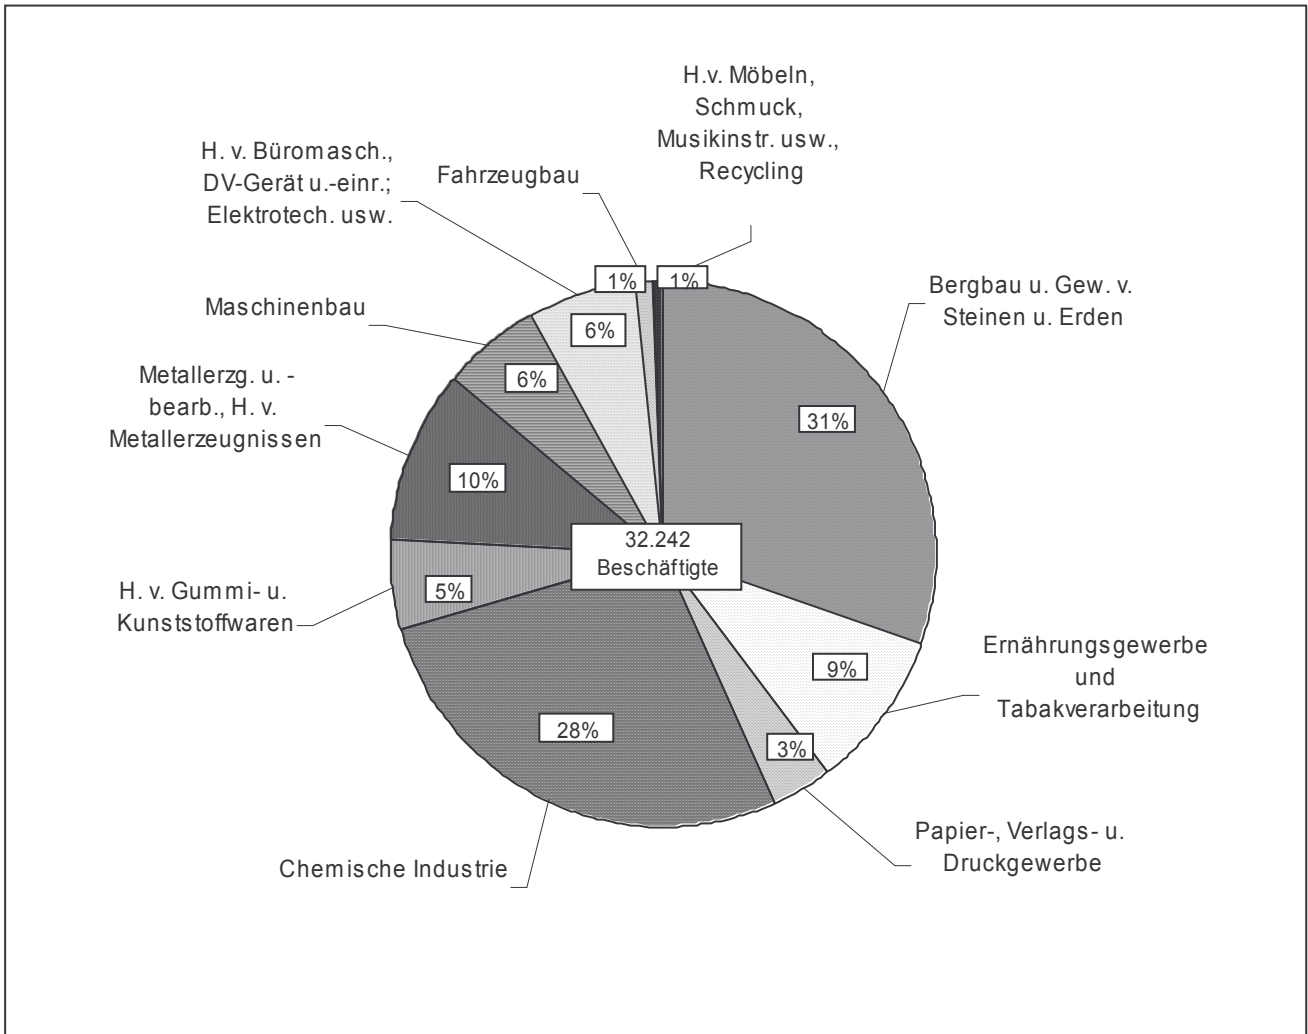 H.v. Möbeln,
Schmuck,
Musikinstr. usw.,
Recycling
H. v. Büromasch.,
DV-Gerät u.-einr.;
Elektrotech. usw.
Fahrzeugbau
1%
1%
Bergbau u. Gew. v.
Steinen u. Erden
Maschinenbau
6%
6%
31%
Metallerzg. u. -
bearb., H. v.
Metallerzeugnissen
10%
32.242
Beschäftigte
H. v. Gummi- u.
Kunststoffwaren
5%
Ernährungsgewerbe
und
Tabakverarbeitung
9%
28%
3%
Papier-, Verlags- u.
Druckgewerbe
Chemische Industrie